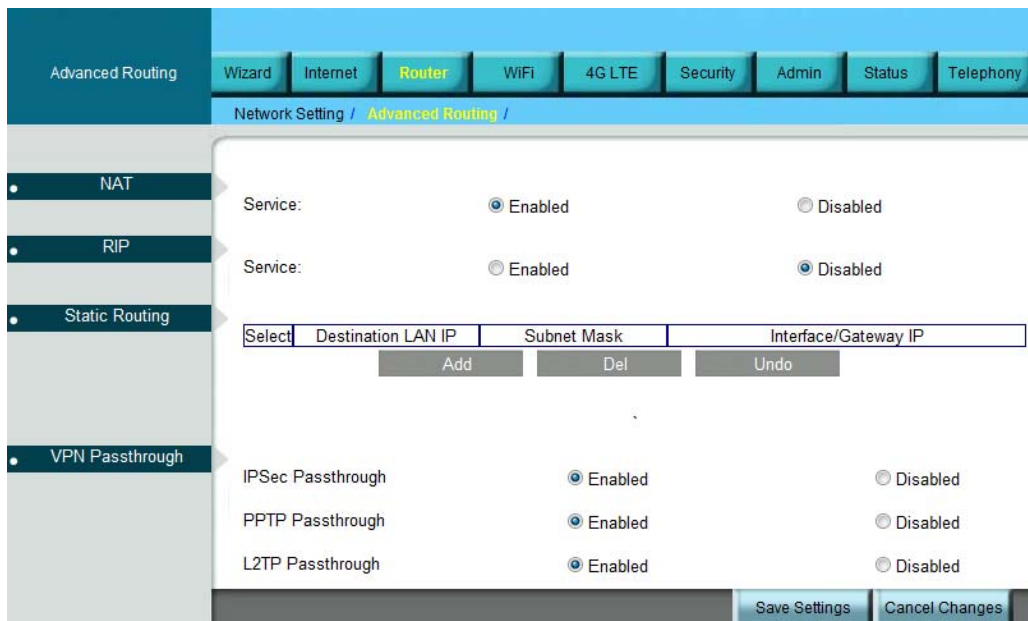 Advanced Routing
Wizard Internet Router WiFi 4G LTE Security Admin Status Telephony
Network Setting / Advanced Routing /
NAT
Service: Enabled Disabled
RIP
Service: Enabled Disabled
Static Routing
Select Destination LAN IP Subnet Mask Interface/Gateway IP
Add Del Undo
VPN Passthrough
IPSec Passthrough Enabled Disabled
PPTP Passthrough Enabled Disabled
L2TP Passthrough Enabled Disabled
Save Settings Cancel Changes